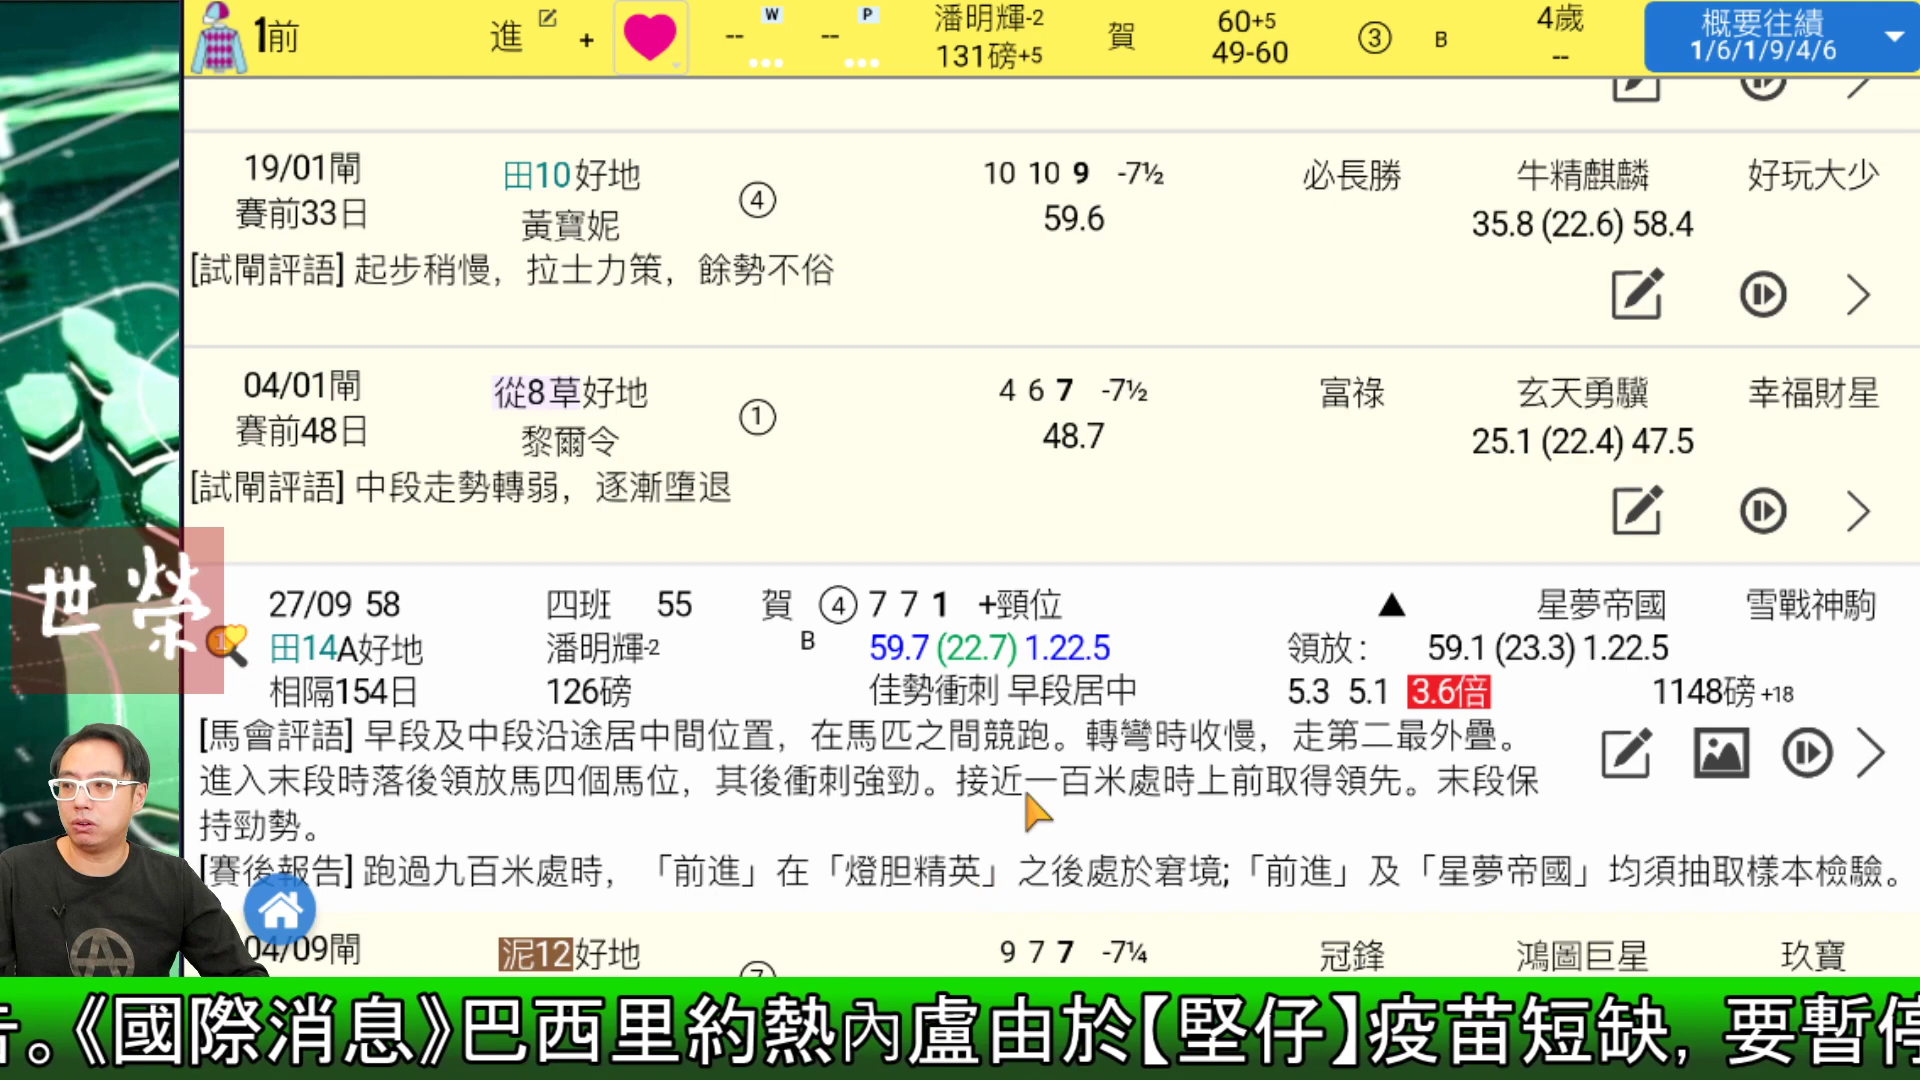 1前 進 + -- W -- P 潘明輝-2 賀 60+5 ③ B 4歲 概要往績
131磅+5 49-60 -- 1/6/1/9/4/6
19/01閘 田10好地 ④ 10 10 9 -7½ 必長勝 牛精麒麟 好玩大少
賽前33日 黃寶妮 59.6 35.8 (22.6) 58.4
[試閘評語] 起步稍慢，拉士力策，餘勢不俗
04/01閘 從8草好地 ① 4 6 7 -7½ 富祿 玄天勇驥 幸福財星
賽前48日 黎爾令 48.7 25.1 (22.4) 47.5
[試閘評語] 中段走勢轉弱，逐漸墮退
27/09 58 四班 55 賀 ④ 7 7 1 +頸位 ▲ 星夢帝國 雪戰神駒
1 田14A好地 潘明輝-2 B 59.7 (22.7) 1.22.5 領放： 59.1 (23.3) 1.22.5
相隔154日 126磅 佳勢衝刺 早段居中 5.3 5.1 3.6倍 1148磅+18
[馬會評語] 早段及中段沿途居中間位置，在馬匹之間競跑。轉彎時收慢，走第二最外疊。
進入末段時落後領放馬四個馬位，其後衝刺強勁。接近一百米處時上前取得領先。末段保
持勁勢。
[賽後報告] 跑過九百米處時，「前進」在「燈胆精英」之後處於窘境;「前進」及「星夢帝國」均須抽取樣本檢驗。
04/09閘 泥12好地 9 7 7 -7¼ 冠鋒 鴻圖巨星 玖寶
世榮
。《國際消息》巴西里約熱內盧由於【堅仔】疫苗短缺，要暫停